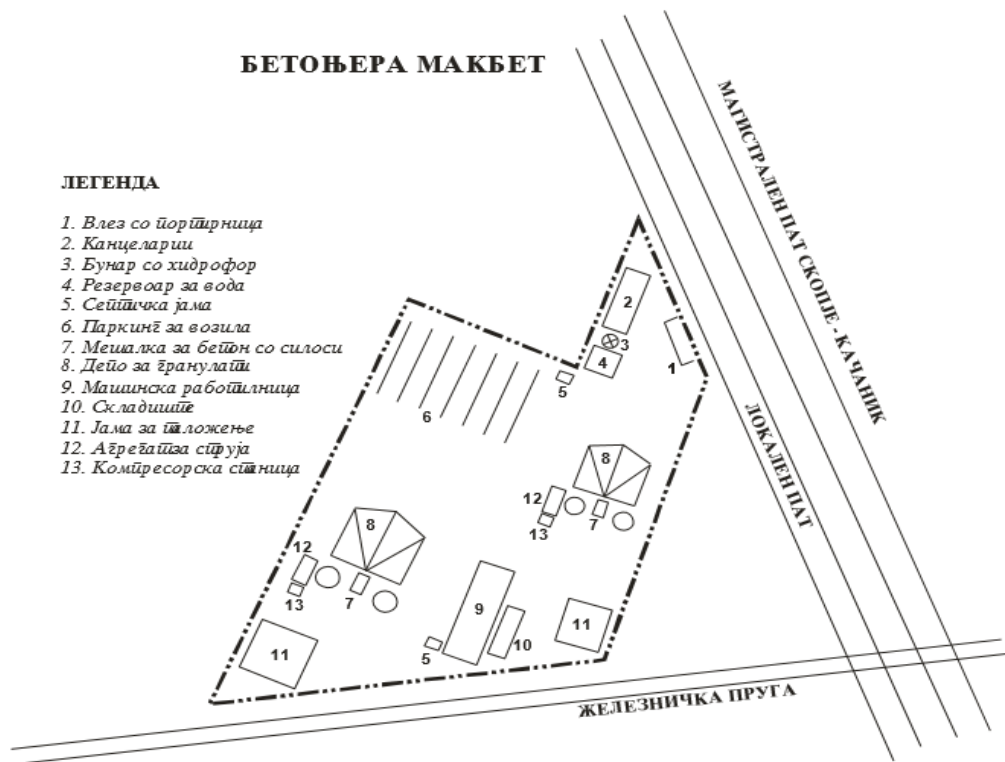 БЕТОЊЕРА МАКБЕТ
ЛЕГЕНДА
1. Влез со портирница
2. Канцеларии
3. Бунар со хидрофор
4. Резервоар за вода
5. Септичка јама
6. Паркинг за возила
7. Мешалка за бетон со силоси
8. Депо за гранулати
9. Машинска работилница
10. Складиште
11. Јама за таложење
12. Агрегатза струја
13. Компресорска станица
МАГИСТРАЛЕН ПАТ СКОПЈЕ - КАЧАНИК
ЛОКАЛЕН ПАТ
ЖЕЛЕЗНИЧКА ПРУГА
2
3
4
1
5
6
8
12
7
13
8
12
13
7
9
11
10
5
11